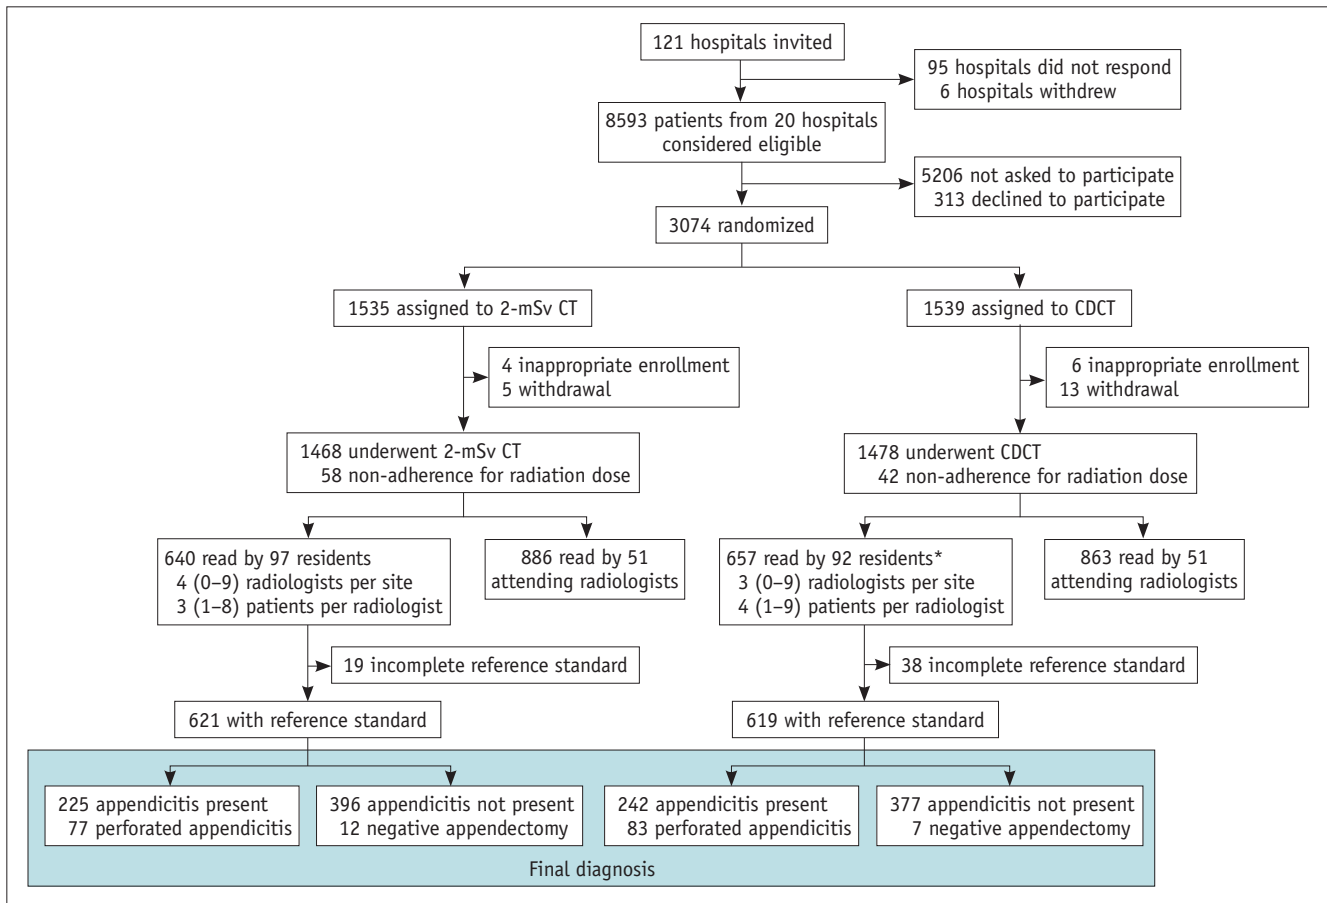 121 hospitals invited
95 hospitals did not respond
6 hospitals withdrew
8593 patients from 20 hospitals
considered eligible
5206 not asked to participate
313 declined to participate
3074 randomized
1535 assigned to 2-mSv CT
1539 assigned to CDCT
4 inappropriate enrollment
5 withdrawal
6 inappropriate enrollment
13 withdrawal
1468 underwent 2-mSv CT
58 non-adherence for radiation dose
1478 underwent CDCT
42 non-adherence for radiation dose
640 read by 97 residents
4 (0–9) radiologists per site
3 (1–8) patients per radiologist
886 read by 51
attending radiologists
657 read by 92 residents*
3 (0–9) radiologists per site
4 (1–9) patients per radiologist
863 read by 51
attending radiologists
19 incomplete reference standard
38 incomplete reference standard
621 with reference standard
619 with reference standard
225 appendicitis present
77 perforated appendicitis
396 appendicitis not present
12 negative appendectomy
242 appendicitis present
83 perforated appendicitis
377 appendicitis not present
7 negative appendectomy
Final diagnosis